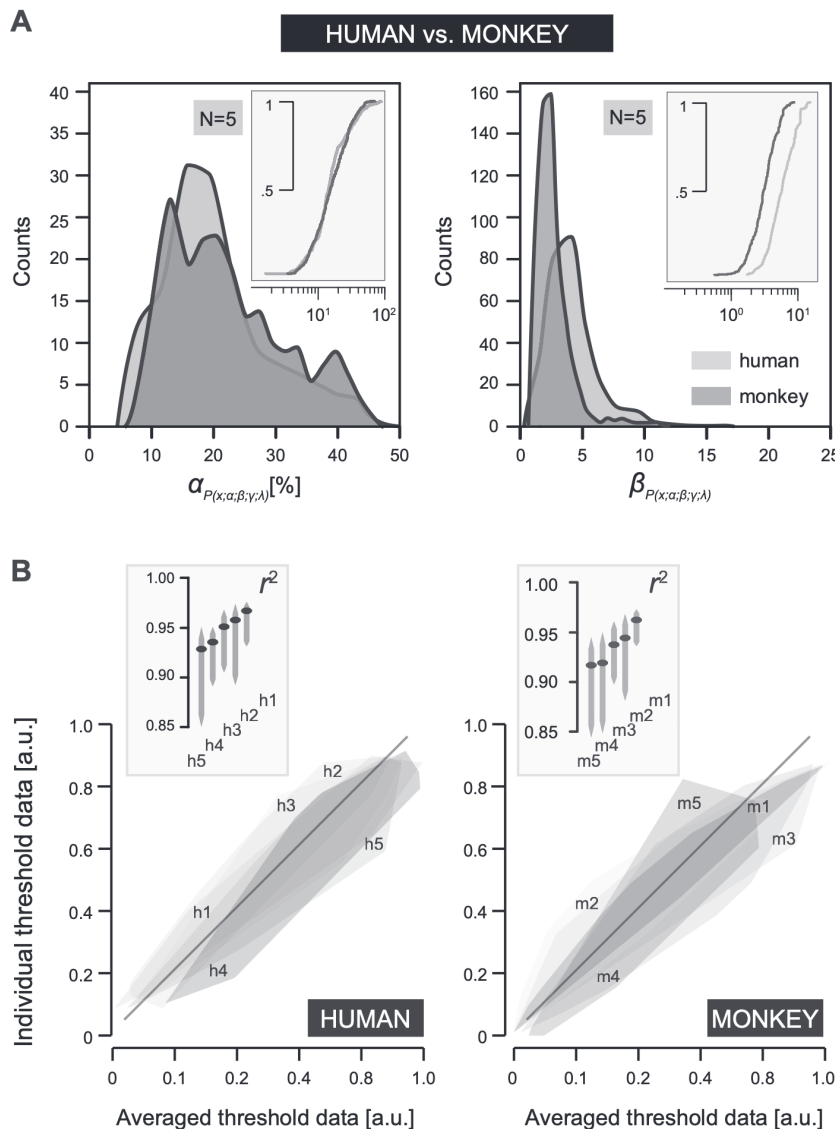 A
HUMAN vs. MONKEY
40
35
30
25
20
15
10
5
0
Counts
N=5
1
.5
10¹
10²
0
10
20
30
40
50
α P(x;α;β;γ;λ)[%]
160
140
120
100
80
60
40
20
0
Counts
N=5
1
.5
10⁰
10¹
human
monkey
0
5
10
15
20
25
β P(x;α;β;γ;λ)
B
1.00
0.95
0.90
0.85
r²
h1
h2
h3
h4
h5
1.0
0.8
0.6
0.4
0.2
0
Individual threshold data [a.u.]
h2
h3
h5
h1
h4
HUMAN
0
0.1
0.2
0.4
0.8
1.0
Averaged threshold data [a.u.]
1.00
0.95
0.90
0.85
r²
m1
m2
m3
m4
m5
1.0
0.8
0.6
0.4
0.2
0
m5
m1
m3
m2
m4
MONKEY
0
0.1
0.2
0.4
0.8
1.0
Averaged threshold data [a.u.]